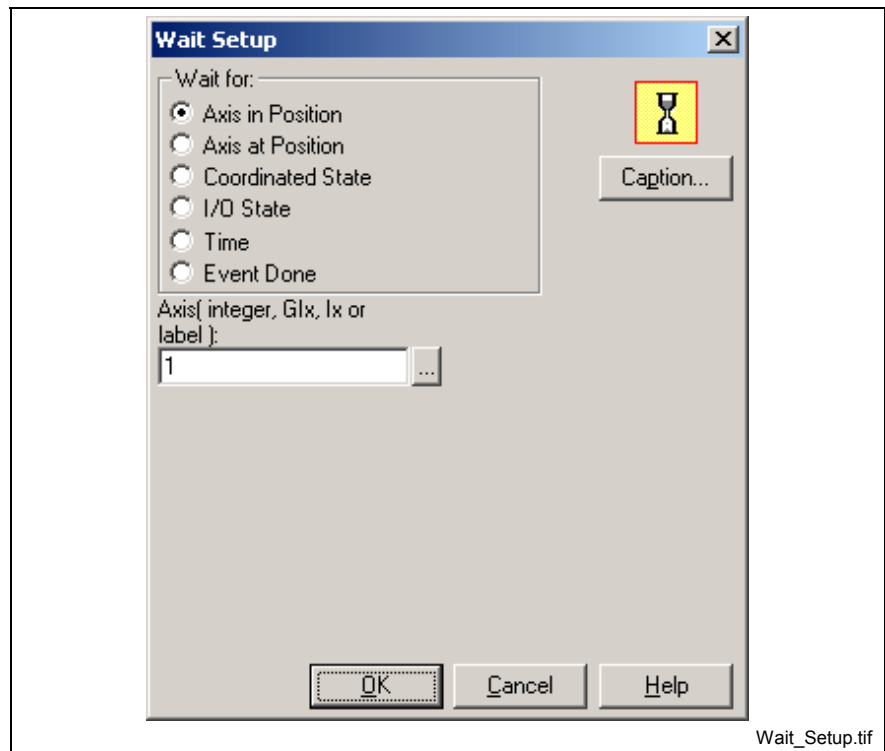 Wait Setup
Wait for:
Axis in Position
Axis at Position
Coordinated State
I/O State
Time
Event Done
Caption...
Axis( integer, GIx, Ix or
label ):
1
...
OK
Cancel
Help
Wait_Setup.tif